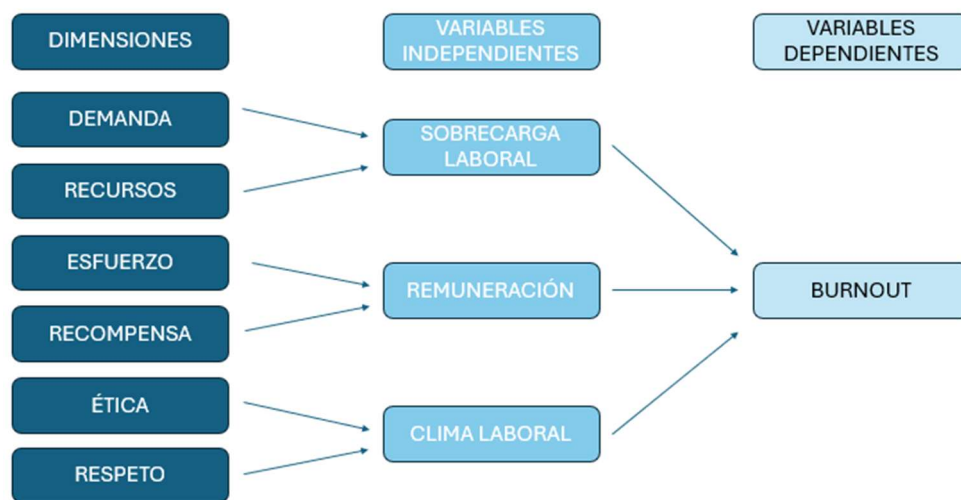 DIMENSIONES
VARIABLES
INDEPENDIENTES
VARIABLES
DEPENDIENTES
DEMANDA
RECURSOS
ESFUERZO
RECOMPENSA
ÉTICA
RESPETO
SOBRECARGA
LABORAL
REMUNERACIÓN
CLIMA LABORAL
BURNOUT